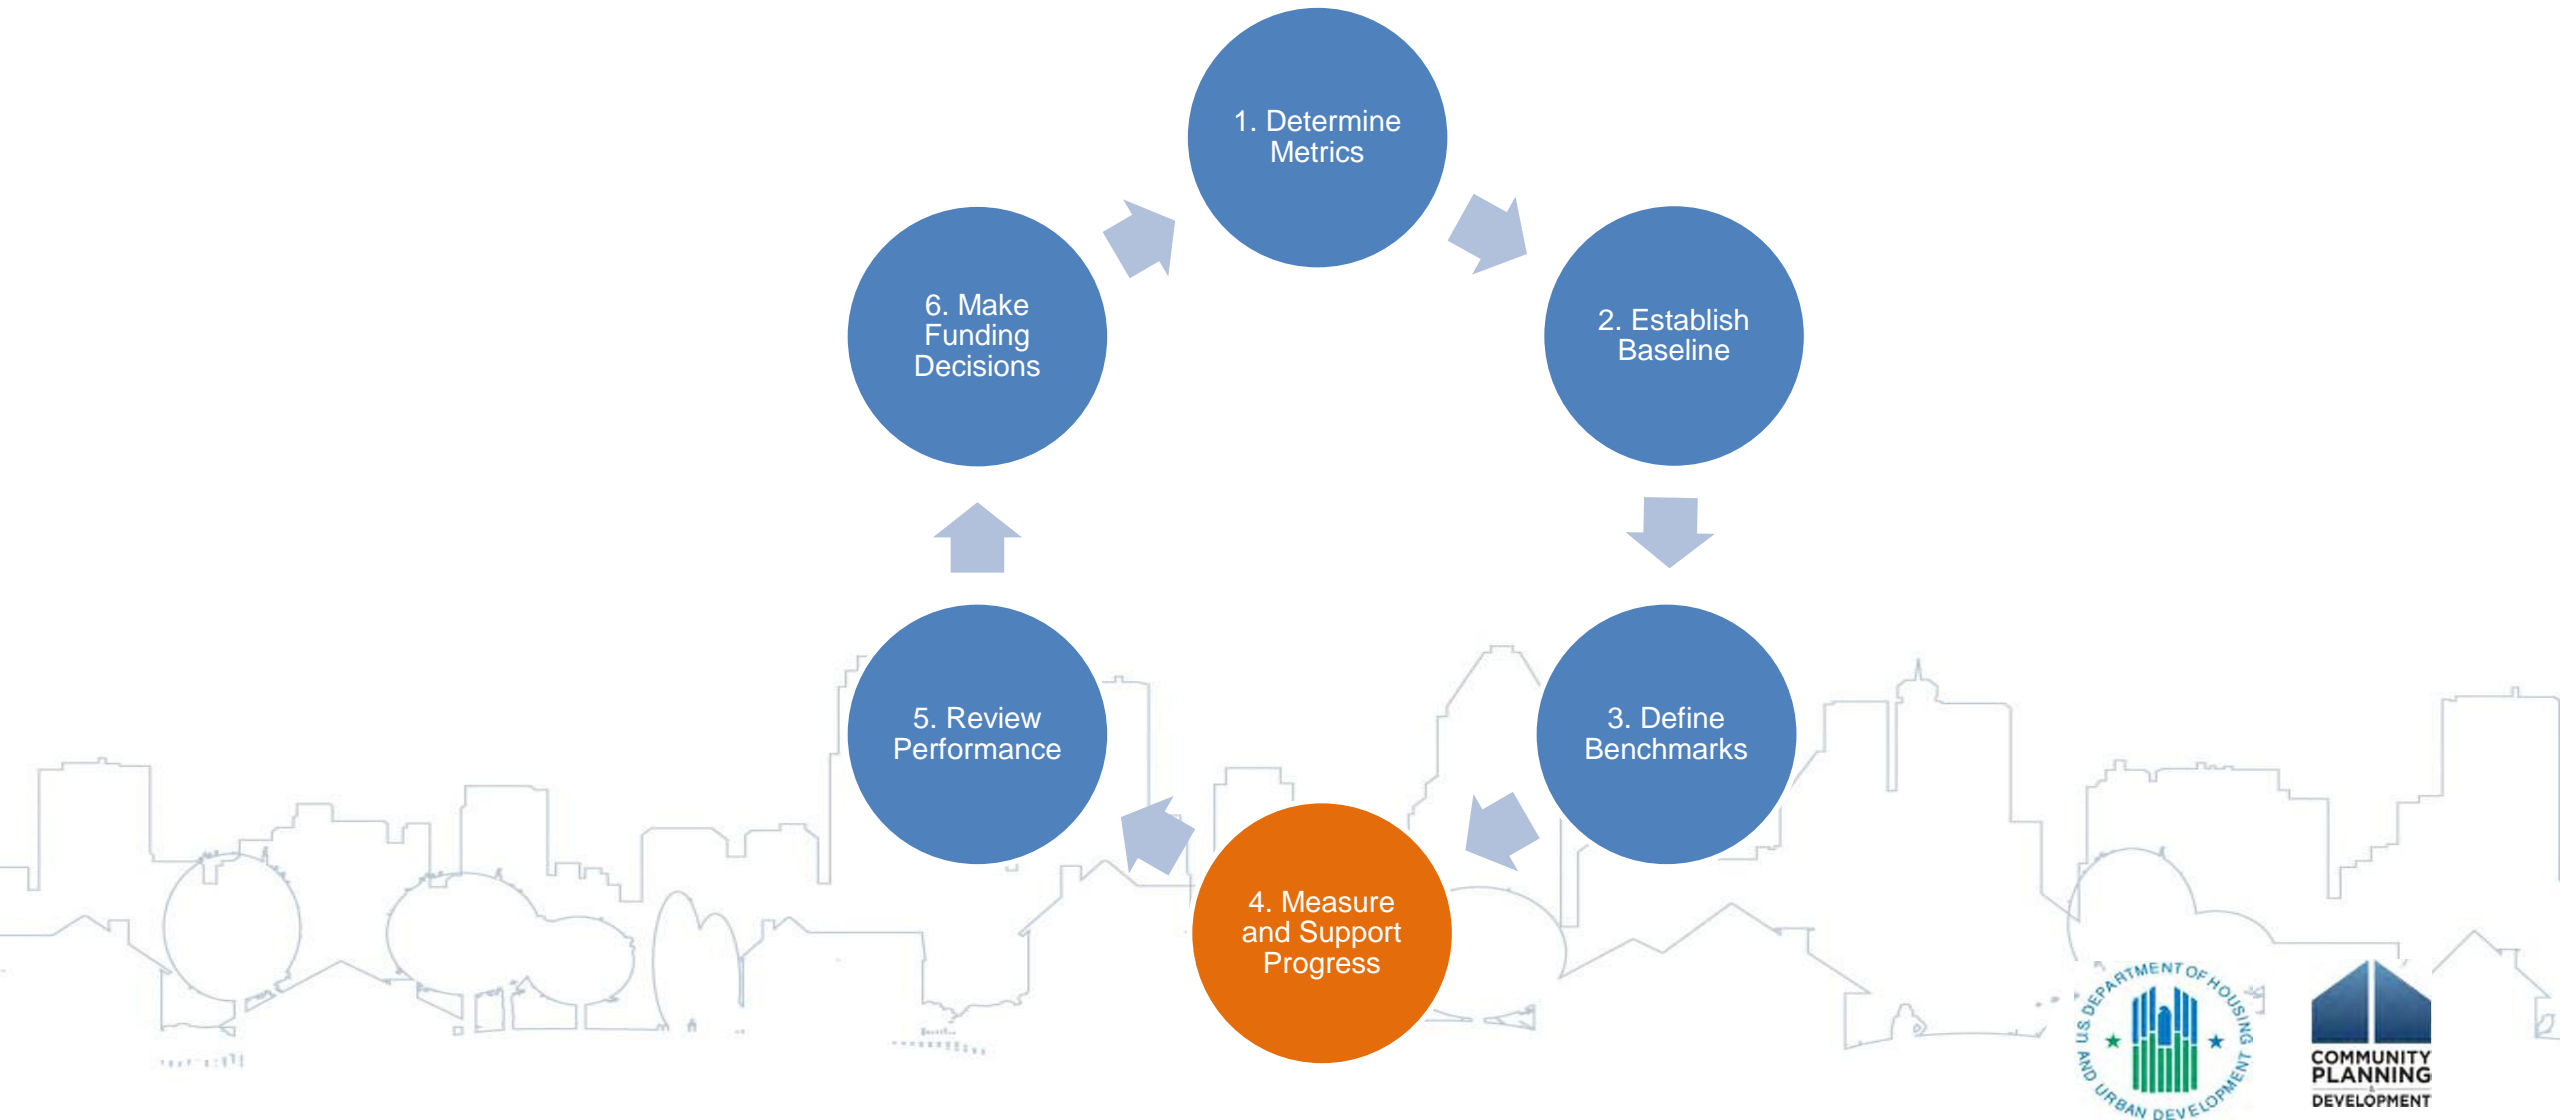 1. Determine
Metrics
2. Establish
Baseline
3. Define
Benchmarks
4. Measure
and Support
Progress
5. Review
Performance
6. Make
Funding
Decisions
U.S. DEPARTMENT OF HOUSING
AND URBAN DEVELOPMENT
COMMUNITY
PLANNING
&
DEVELOPMENT